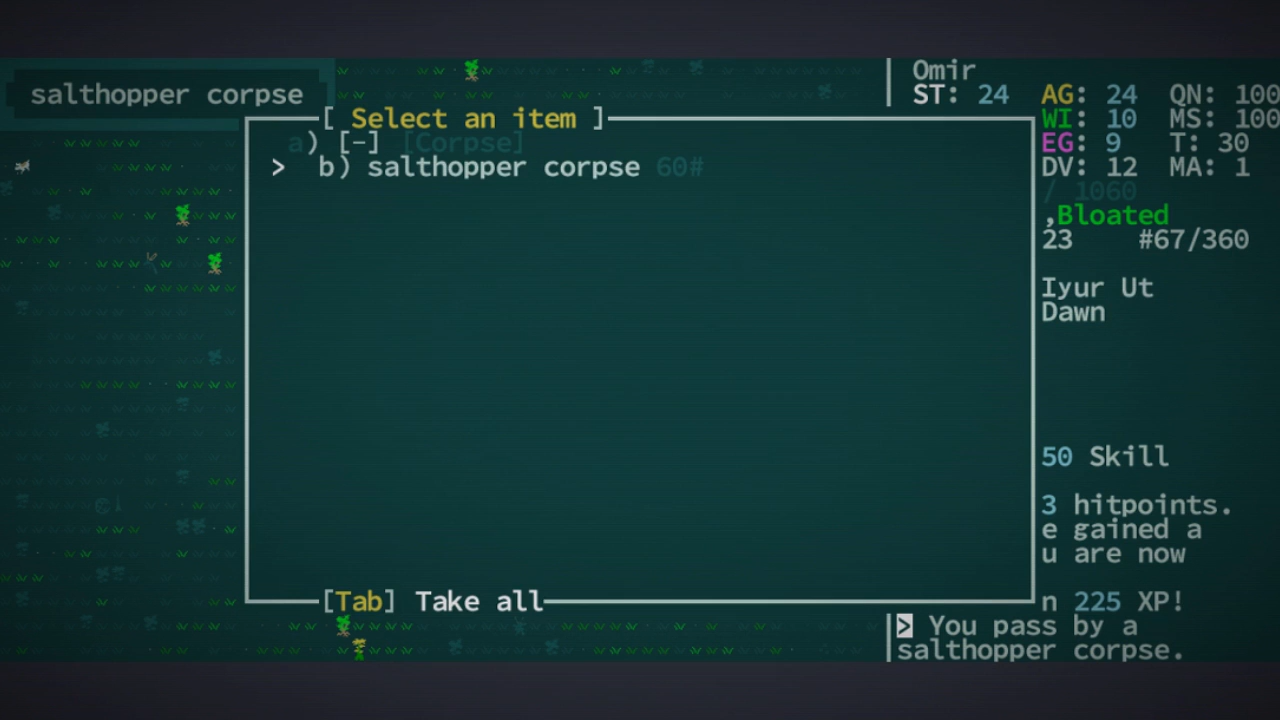 salthopper corpse
[ Select an item ]
a) [-] [Corpse]
> b) salthopper corpse 60#
[Tab] Take all
Omir
ST: 24 AG: 24 QN: 100
WI: 10 MS: 100
EG: 9 T: 30
DV: 12 MA: 1
/ 1060
,Bloated
23 #67/360
Iyur Ut
Dawn
50 Skill
3 hitpoints.
e gained a
u are now
n 225 XP!
> You pass by a
salthopper corpse.